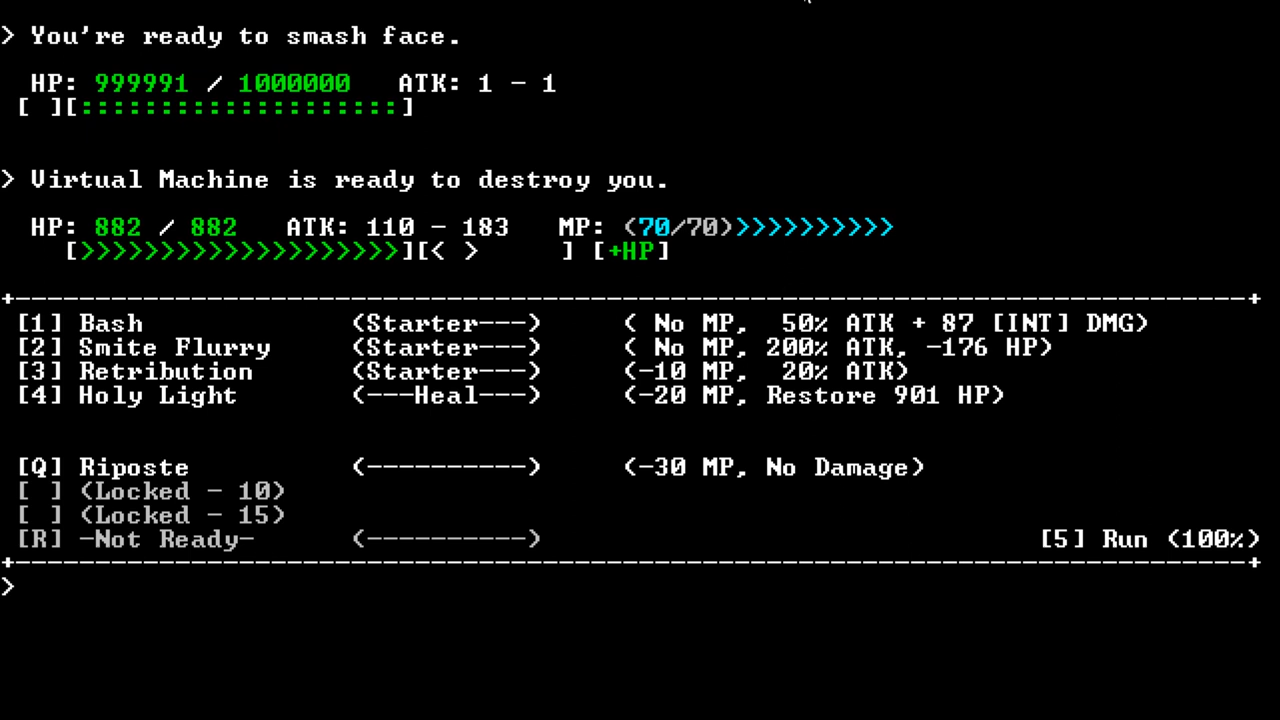 > You're ready to smash face.
HP: 999991 / 1000000 ATK: 1 - 1
[ ][::::::::::::::::::::]
> Virtual Machine is ready to destroy you.
HP: 882 / 882 ATK: 110 - 183 MP: (70/70)>>>>>>>>>>
[>>>>>>>>>>>>>>>>>>>>][< > ] [+HP]
+------------------------------------------------------------------------------+
[1] Bash (Starter---) ( No MP, 50% ATK + 87 [INT] DMG)
[2] Smite Flurry (Starter---) ( No MP, 200% ATK, -176 HP)
[3] Retribution (Starter---) (-10 MP, 20% ATK)
[4] Holy Light (---Heal---) (-20 MP, Restore 901 HP)
[Q] Riposte (----------) (-30 MP, No Damage)
[ ] (Locked - 10)
[ ] (Locked - 15)
[R] -Not Ready- (----------) [5] Run (100%)
+------------------------------------------------------------------------------+
>